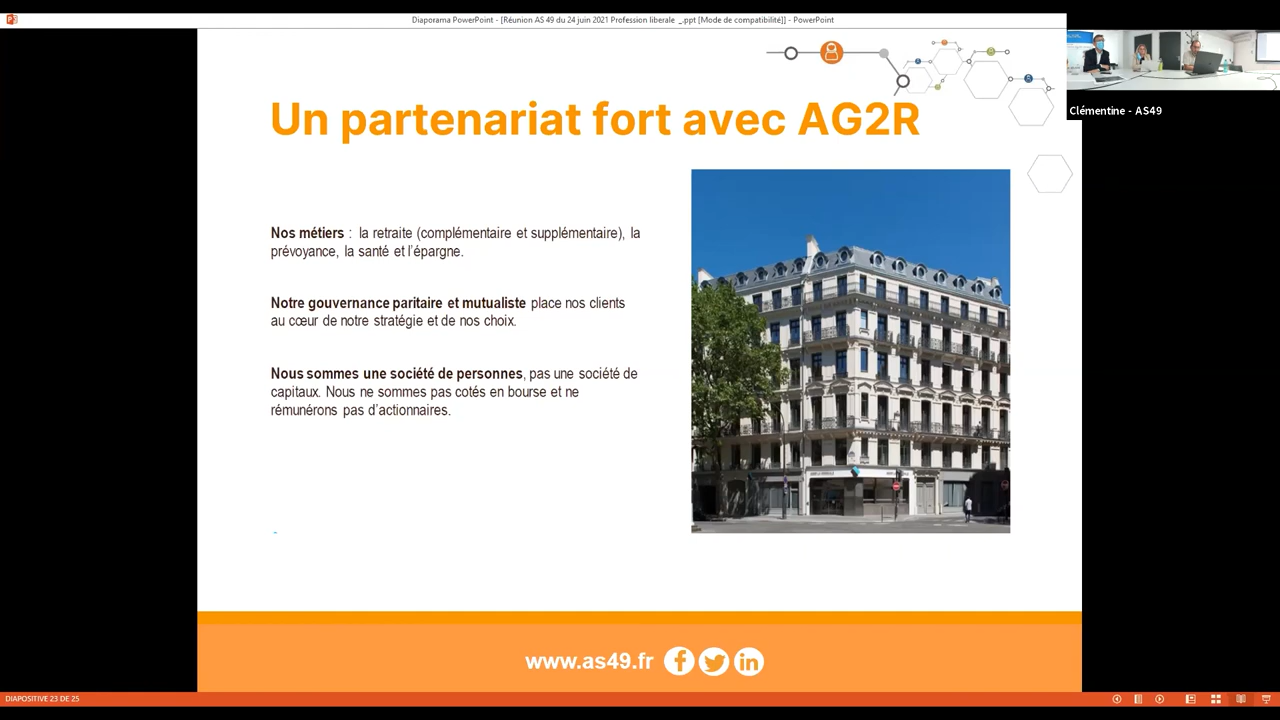 Diaporama PowerPoint - [Réunion AS 49 du 24 juin 2021 Profession liberale _.ppt [Mode de compatibilité]] - PowerPoint
Clémentine - AS49
Un partenariat fort avec AG2R
Nos métiers : la retraite (complémentaire et supplémentaire), la
prévoyance, la santé et l'épargne.
Notre gouvernance paritaire et mutualiste place nos clients
au cœur de notre stratégie et de nos choix.
Nous sommes une société de personnes, pas une société de
capitaux. Nous ne sommes pas cotés en bourse et ne
rémunérons pas d'actionnaires.
www.as49.fr
DIAPOSITIVE 23 DE 25